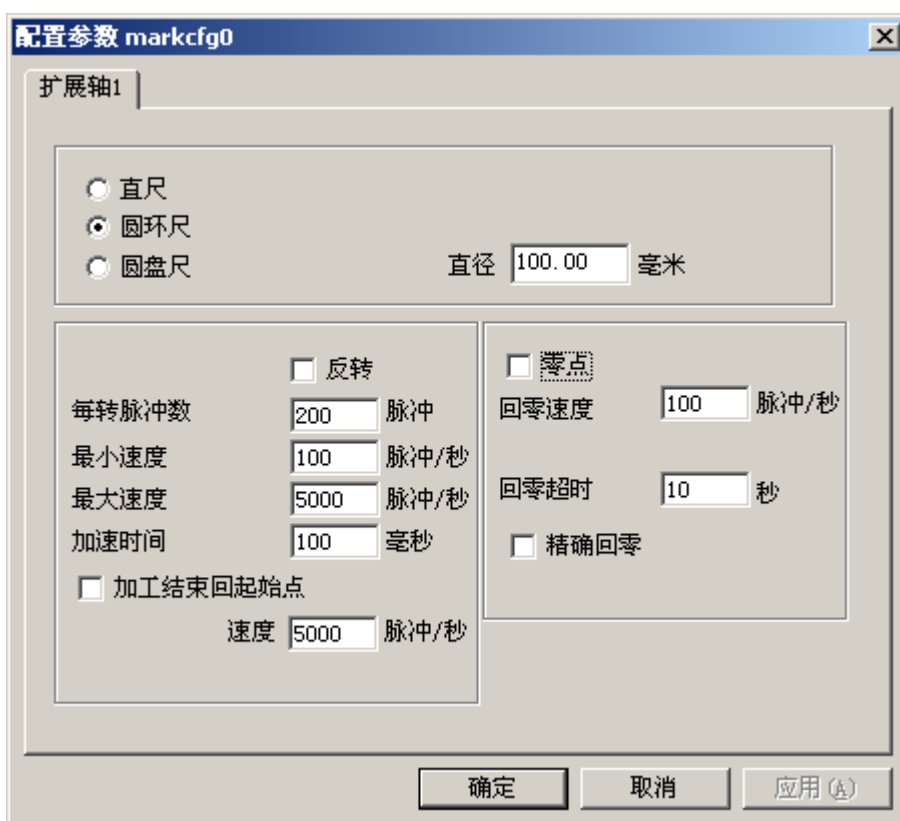 配置参数 markcfg0
扩展轴1
直尺
圆环尺
圆盘尺
直径 100.00 毫米
反转
每转脉冲数 200 脉冲
最小速度 100 脉冲/秒
最大速度 5000 脉冲/秒
加速时间 100 毫秒
加工结束回起始点
速度 5000 脉冲/秒
零点
回零速度 100 脉冲/秒
回零超时 10 秒
精确回零
确定 取消 应用(A)